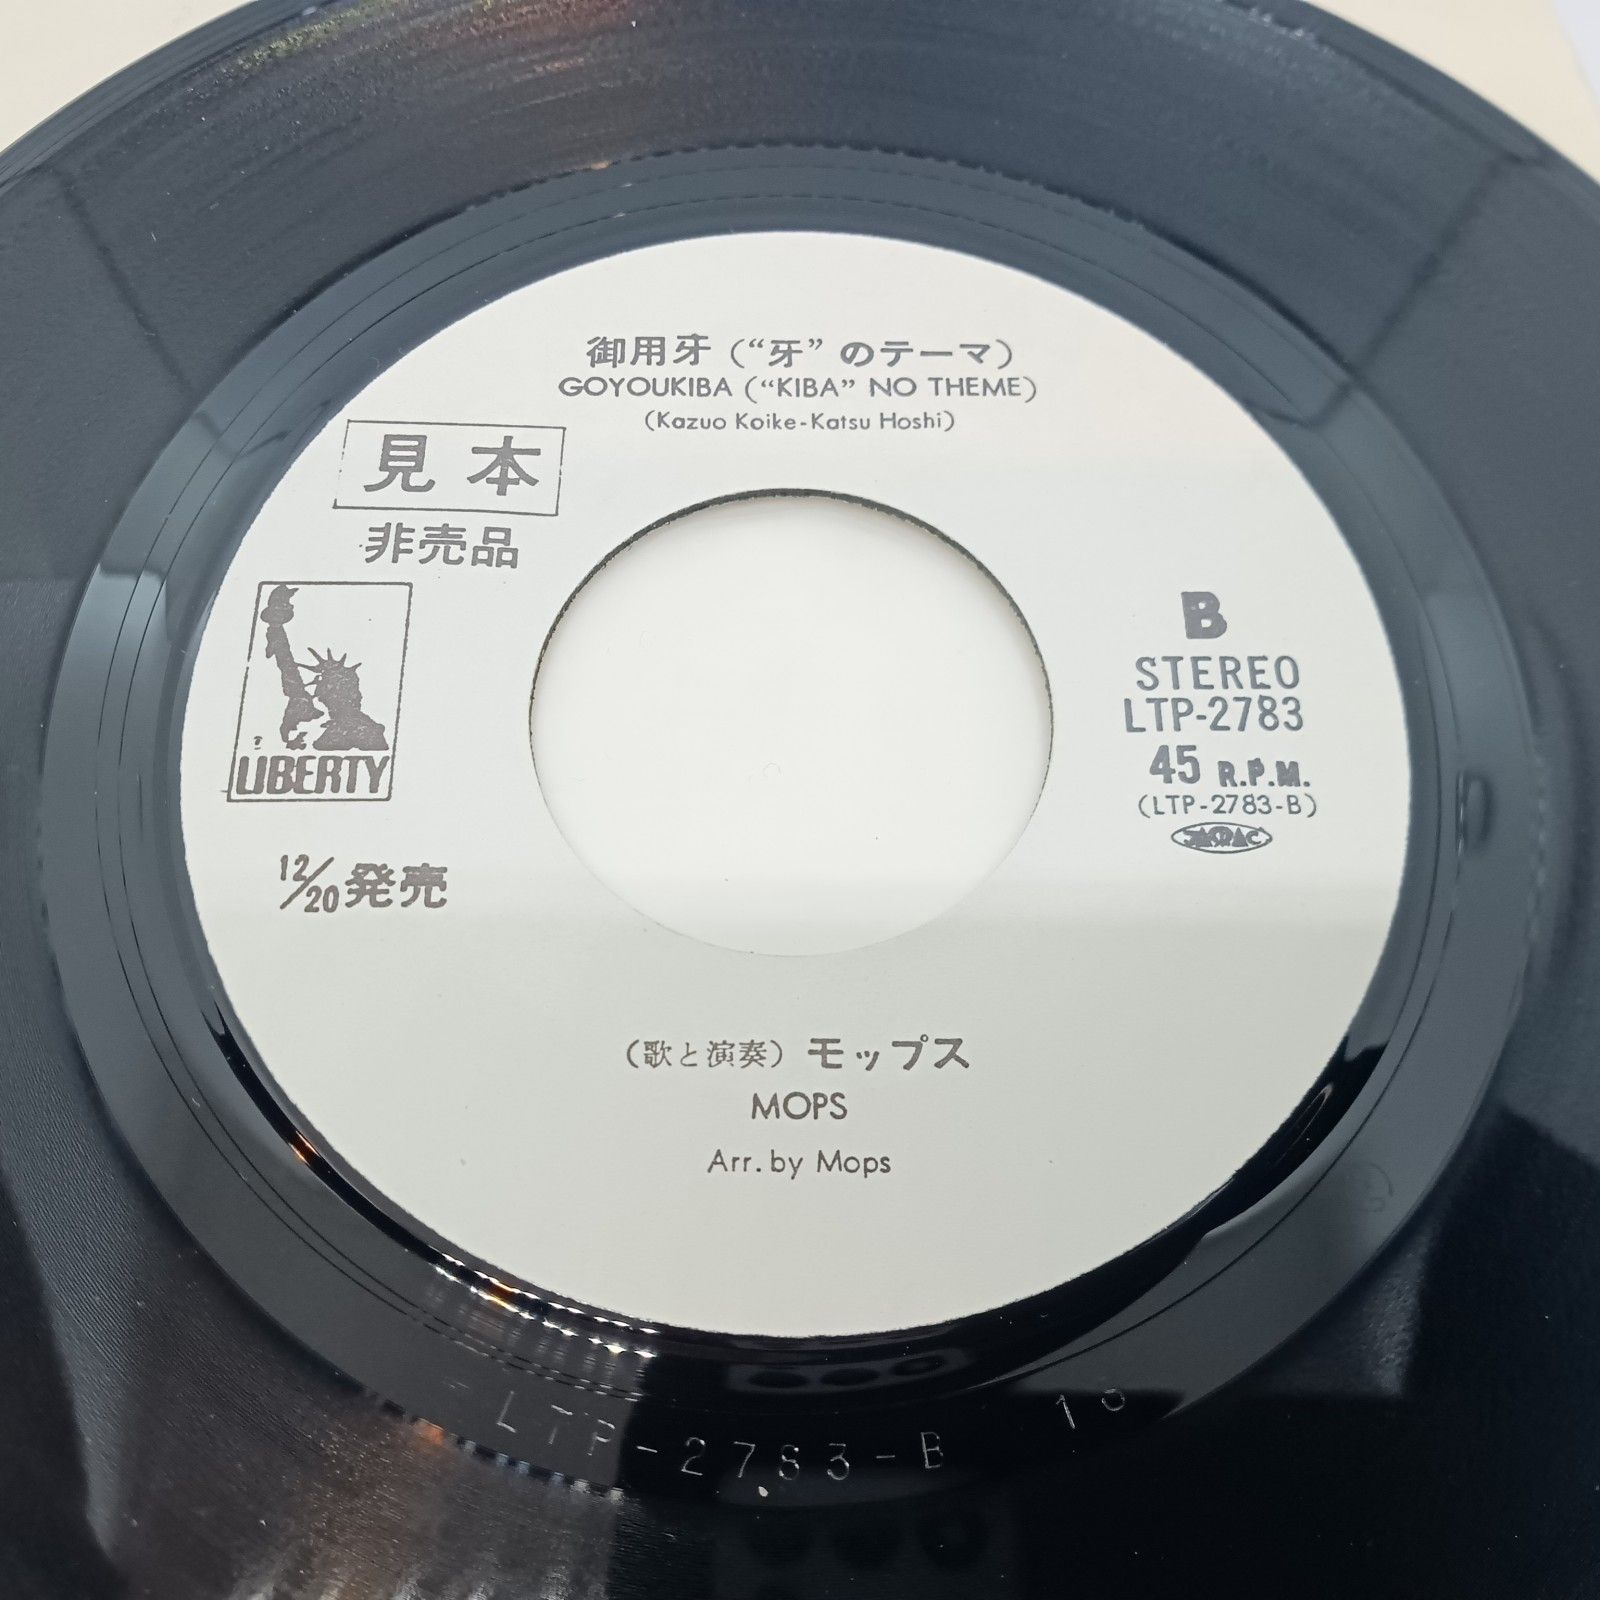 御用牙(“牙”のテーマ)
GOYOUKIBA (“KIBA” NO THEME)
(Kazuo Koike-Katsu Hoshi)
見本
非売品
LIBERTY
12/20発売
B
STEREO
LTP-2783
45 R.P.M.
(LTP-2783-B)
JASRAC
(歌と演奏) モップス
MOPS
Arr. by Mops
LTP-2783-B